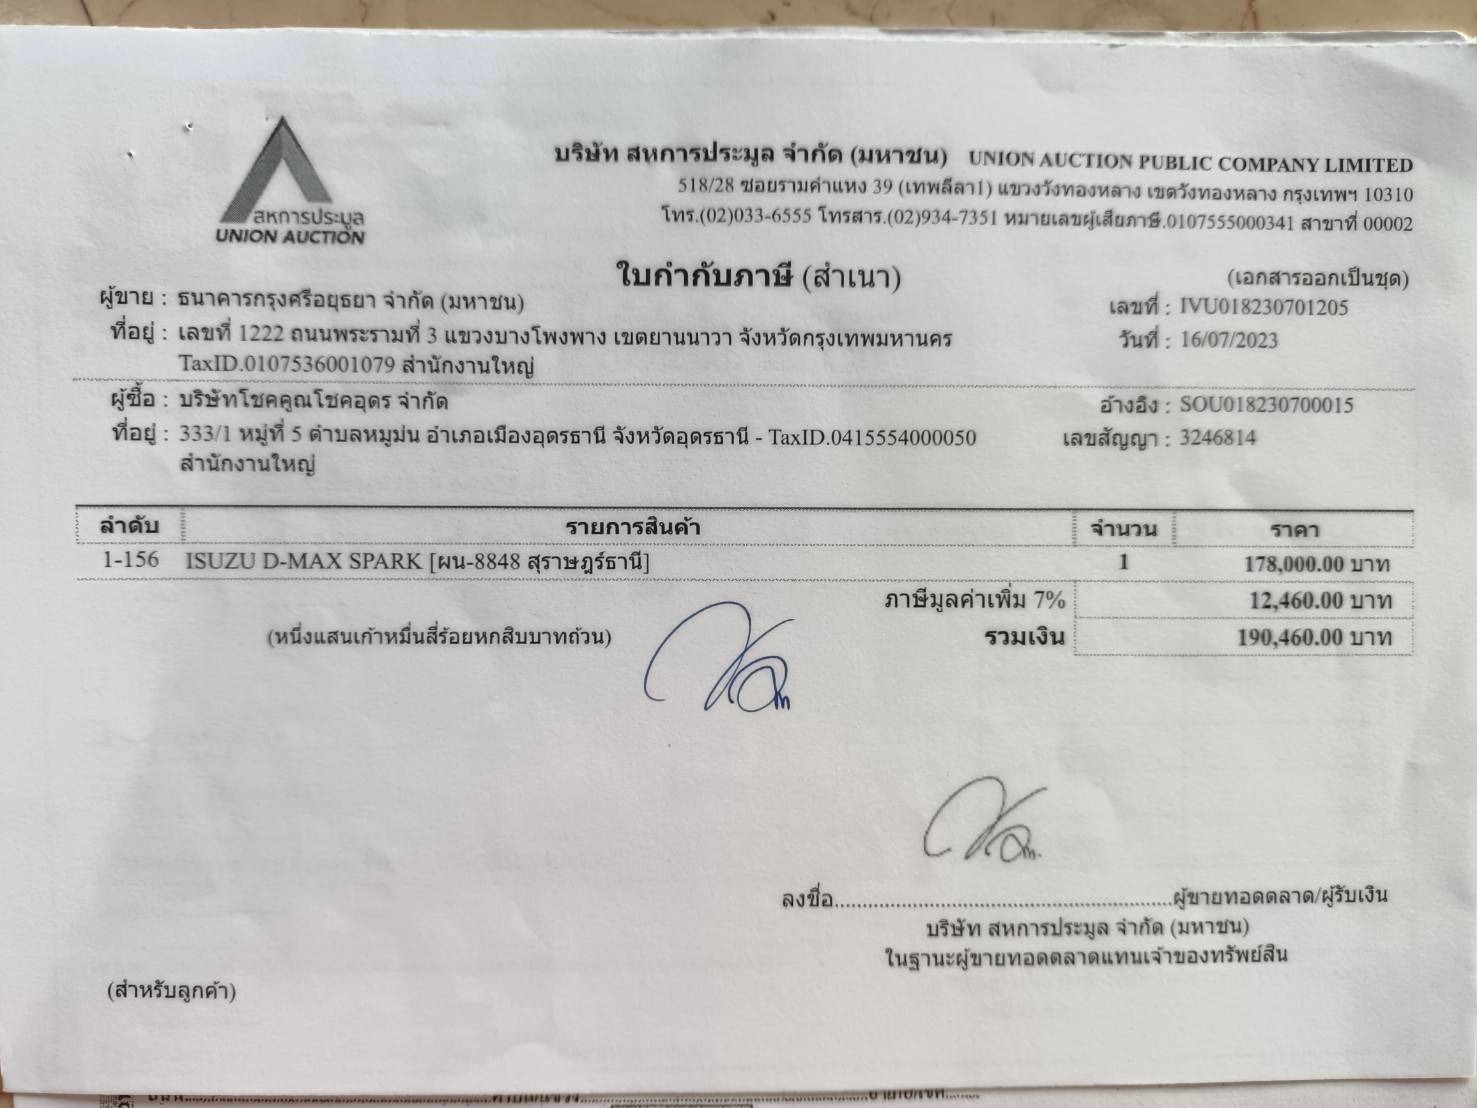 สหการประมูล
UNION AUCTION
บริษัท สหการประมูล จำกัด (มหาชน) UNION AUCTION PUBLIC COMPANY LIMITED
518/28 ซอยรามคำแหง 39 (เทพลีลา1) แขวงวังทองหลาง เขตวังทองหลาง กรุงเทพฯ 10310
โทร.(02)033-6555 โทรสาร.(02)934-7351 หมายเลขผู้เสียภาษี.0107555000341 สาขาที่ 00002
ใบกำกับภาษี (สำเนา)
(เอกสารออกเป็นชุด)
ผู้ขาย : ธนาคารกรุงศรีอยุธยา จำกัด (มหาชน)
เลขที่ : IVU018230701205
ที่อยู่ : เลขที่ 1222 ถนนพระรามที่ 3 แขวงบางโพงพาง เขตยานนาวา จังหวัดกรุงเทพมหานคร
วันที่ : 16/07/2023
TaxID.0107536001079 สำนักงานใหญ่
ผู้ซื้อ : บริษัทโชคคูณโชคอุดร จำกัด
อ้างอิง : SOU018230700015
ที่อยู่ : 333/1 หมู่ที่ 5 ตำบลหมูม่น อำเภอเมืองอุดรธานี จังหวัดอุดรธานี - TaxID.0415554000050
เลขสัญญา : 3246814
สำนักงานใหญ่
ลำดับ รายการสินค้า จำนวน ราคา
1-156 ISUZU D-MAX SPARK [ผน-8848 สุราษฎร์ธานี] 1 178,000.00 บาท
ภาษีมูลค่าเพิ่ม 7% 12,460.00 บาท
(หนึ่งแสนเก้าหมื่นสี่ร้อยหกสิบบาทถ้วน) รวมเงิน 190,460.00 บาท
ลงชื่อ..........................................................ผู้ขายทอดตลาด/ผู้รับเงิน
บริษัท สหการประมูล จำกัด (มหาชน)
ในฐานะผู้ขายทอดตลาดแทนเจ้าของทรัพย์สิน
(สำหรับลูกค้า)